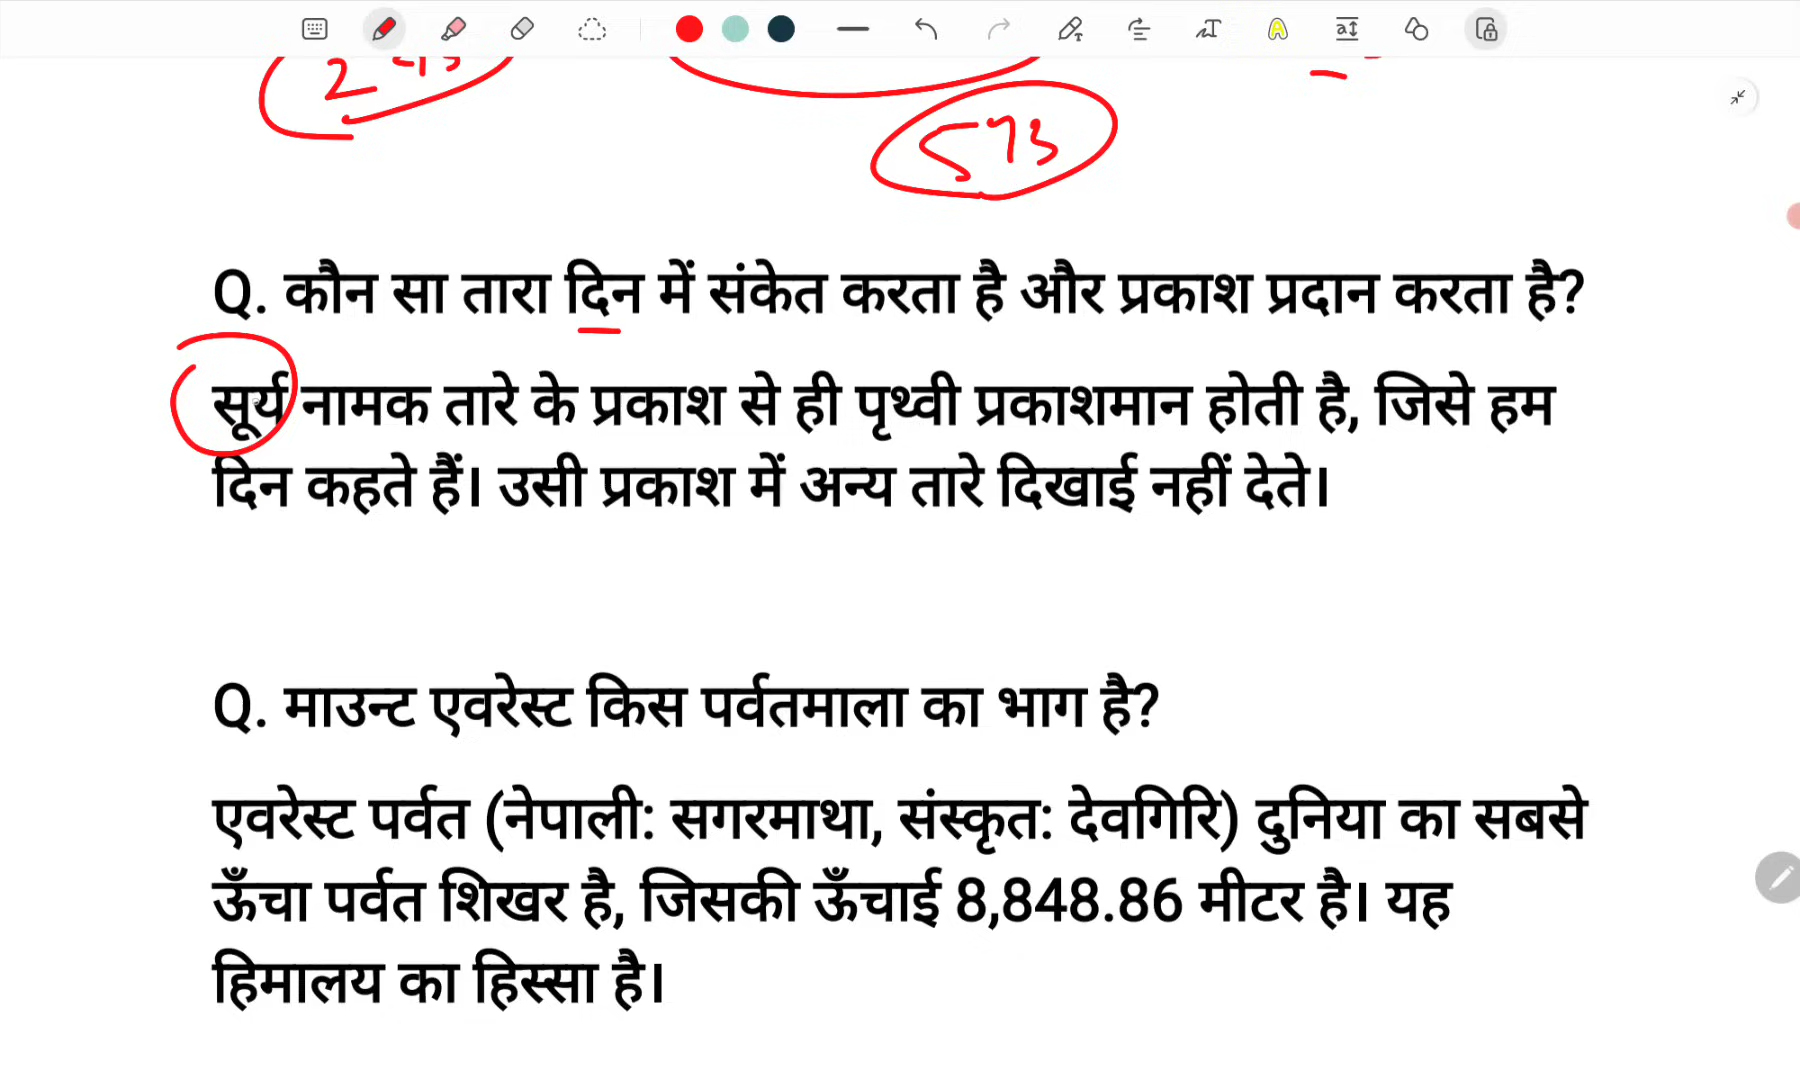 573
Q. कौन सा तारा दिन में संकेत करता है और प्रकाश प्रदान करता है?
सूर्य नामक तारे के प्रकाश से ही पृथ्वी प्रकाशमान होती है, जिसे हम
दिन कहते हैं। उसी प्रकाश में अन्य तारे दिखाई नहीं देते।
Q. माउन्ट एवरेस्ट किस पर्वतमाला का भाग है?
एवरेस्ट पर्वत (नेपाली: सगरमाथा, संस्कृत: देवगिरि) दुनिया का सबसे
ऊँचा पर्वत शिखर है, जिसकी ऊँचाई 8,848.86 मीटर है। यह
हिमालय का हिस्सा है।